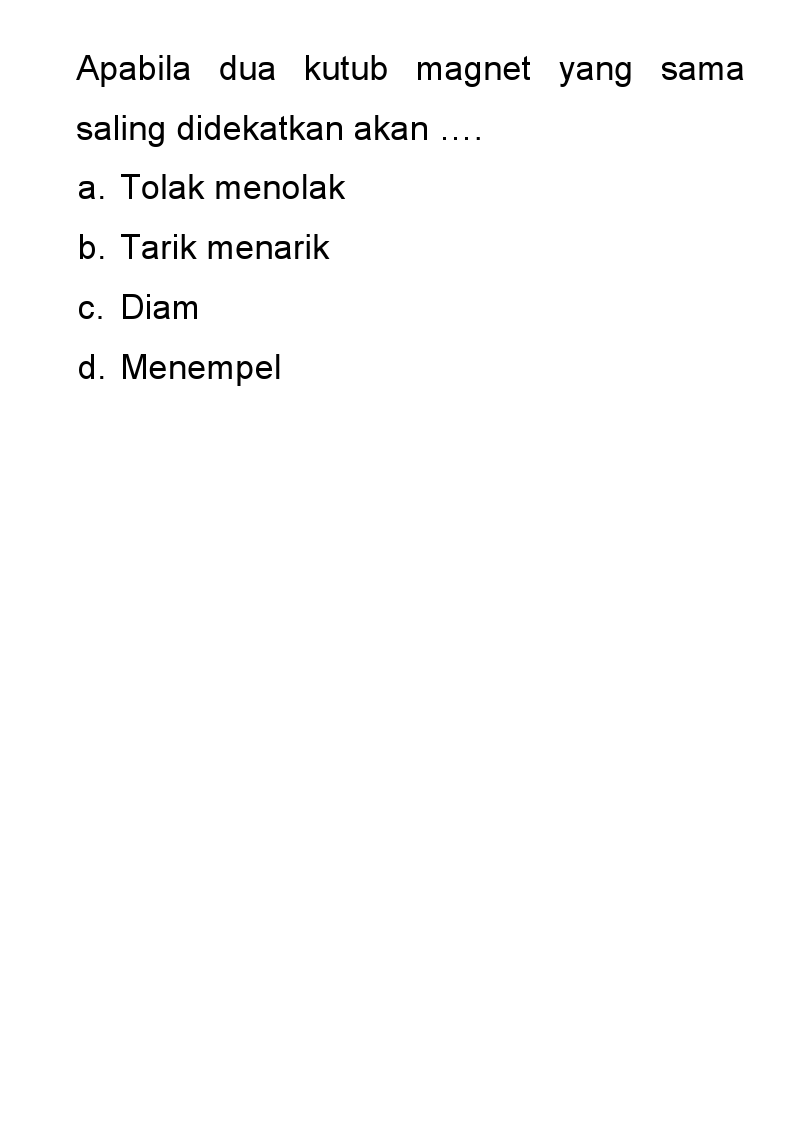 Apabila dua kutub magnet yang sama
saling didekatkan akan ....
a. Tolak menolak
b. Tarik menarik
c. Diam
d. Menempel